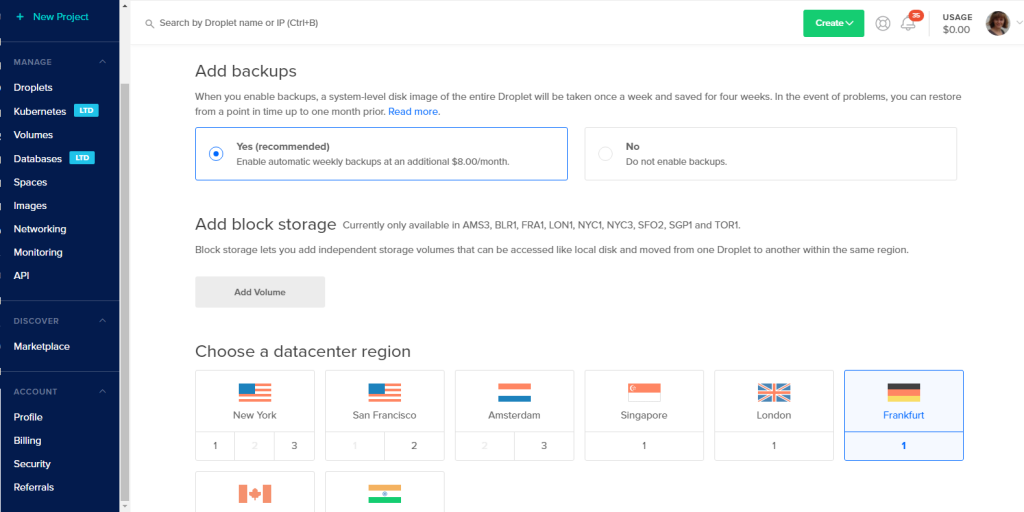 + New Project
MANAGE
Droplets
Kubernetes LTD
Volumes
Databases LTD
Spaces
Images
Networking
Monitoring
API
DISCOVER
Marketplace
ACCOUNT
Profile
Billing
Security
Referrals
Search by Droplet name or IP (Ctrl+B)
Create
35
USAGE
$0.00
Add backups
When you enable backups, a system-level disk image of the entire Droplet will be taken once a week and saved for four weeks. In the event of problems, you can restore
from a point in time up to one month prior. Read more.
Yes (recommended)
Enable automatic weekly backups at an additional $8.00/month.
No
Do not enable backups.
Add block storage Currently only available in AMS3, BLR1, FRA1, LON1, NYC1, NYC3, SFO2, SGP1 and TOR1.
Block storage lets you add independent storage volumes that can be accessed like local disk and moved from one Droplet to another within the same region.
Add Volume
Choose a datacenter region
New York
1 2 3
San Francisco
1 2
Amsterdam
2 3
Singapore
1
London
1
Frankfurt
1